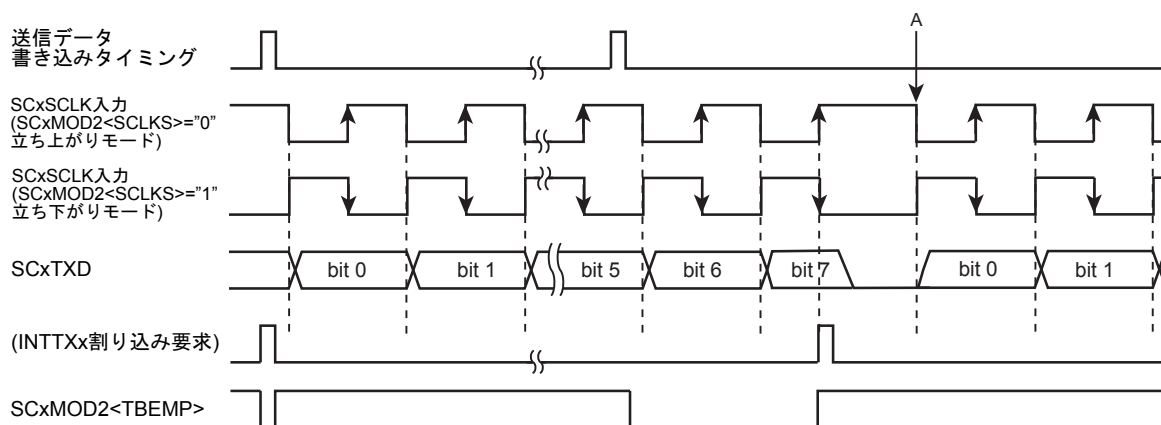 送信データ
書き込みタイミング
A
SCxSCLK入力
(SCxMOD2<SCLKS>="0"
立ち上がりモード)
SCxSCLK入力
(SCxMOD2<SCLKS>="1"
立ち下がりモード)
SCxTXD
bit 0
bit 1
bit 5
bit 6
bit 7
bit 0
bit 1
(INTTXx割り込み要求)
SCxMOD2<TBEMP>